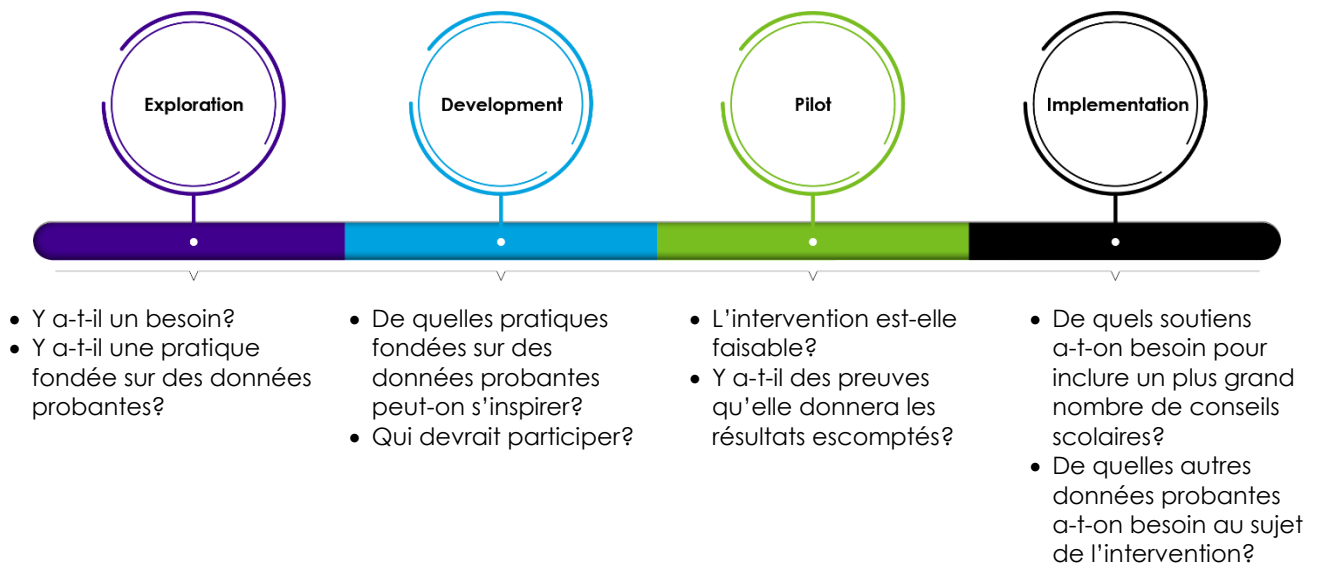 Exploration
Development
Pilot
Implementation
• Y a-t-il un besoin?
• Y a-t-il une pratique
fondée sur des données
probantes?
• De quelles pratiques
fondées sur des
données probantes
peut-on s’inspirer?
• Qui devrait participer?
• L’intervention est-elle
faisable?
• Y a-t-il des preuves
qu’elle donnera les
résultats escomptés?
• De quels soutiens
a-t-on besoin pour
inclure un plus grand
nombre de conseils
scolaires?
• De quelles autres
données probantes
a-t-on besoin au sujet
de l’intervention?